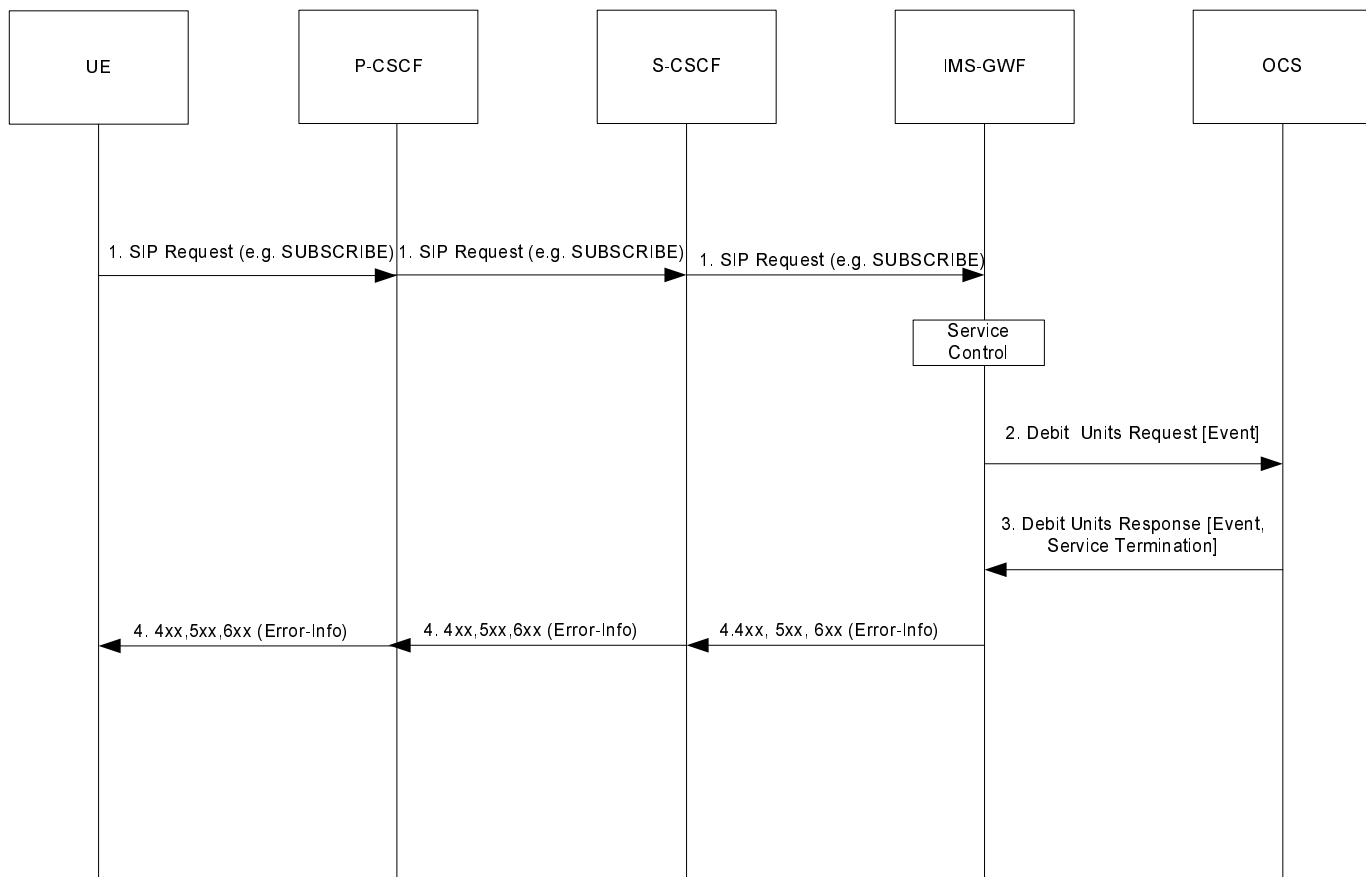 UE
P-CSCF
S-CSCF
IMS-GWF
OCS
1. SIP Request (e.g. SUBSCRIBE)
1. SIP Request (e.g. SUBSCRIBE)
1. SIP Request (e.g. SUBSCRIBE)
Service
Control
2. Debit Units Request [Event]
3. Debit Units Response [Event,
Service Termination]
4. 4xx,5xx,6xx (Error-Info)
4. 4xx,5xx,6xx (Error-Info)
4.4xx, 5xx, 6xx (Error-Info)